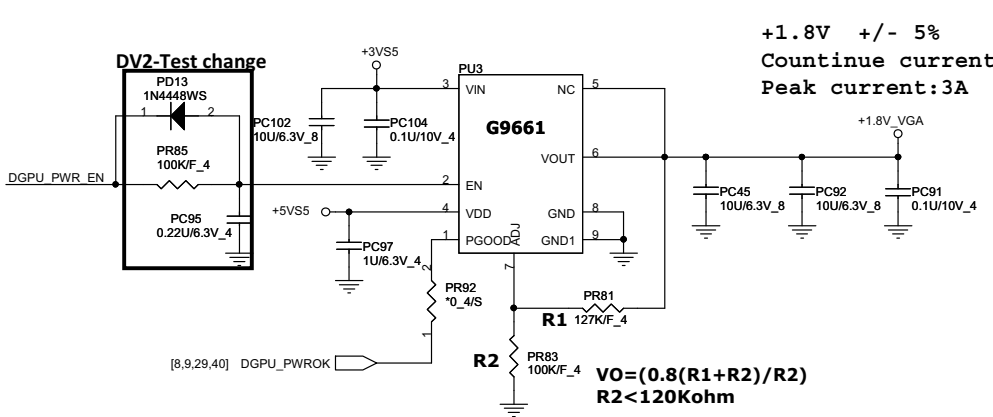 +1.8V +/- 5%
Countinue current
Peak current:3A
DV2-Test change
PD13
1N4448WS
1
2
PR85
100K/F_4
DGPU_PWR_EN
PC95
0.22U/6.3V_4
+3VS5
PC102
10U/6.3V_8
PC104
0.1U/10V_4
+5VS5
PC97
1U/6.3V_4
PU3
G9661
3
VIN
2
EN
4
VDD
1
PGOOD
ADJ
7
NC
5
VOUT
6
GND
8
GND1
9
+1.8V_VGA
PC45
10U/6.3V_8
PC92
10U/6.3V_8
PC91
0.1U/10V_4
2
PR92
*0_4/S
1
[8,9,29,40] DGPU_PWROK
PR81
R1 127K/F_4
R2
PR83
100K/F_4
VO=(0.8(R1+R2)/R2)
R2<120Kohm